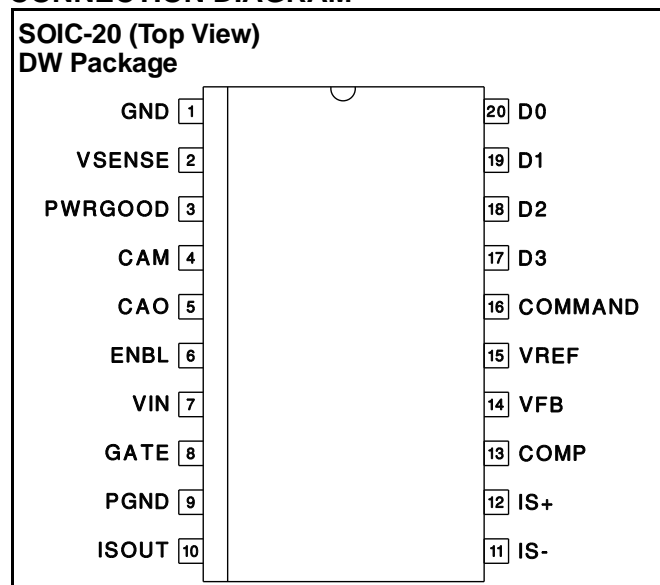 SOIC-20 (Top View)
DW Package
GND 1
VSENSE 2
PWRGOOD 3
CAM 4
CAO 5
ENBL 6
VIN 7
GATE 8
PGND 9
ISOUT 10
20 D0
19 D1
18 D2
17 D3
16 COMMAND
15 VREF
14 VFB
13 COMP
12 IS+
11 IS-